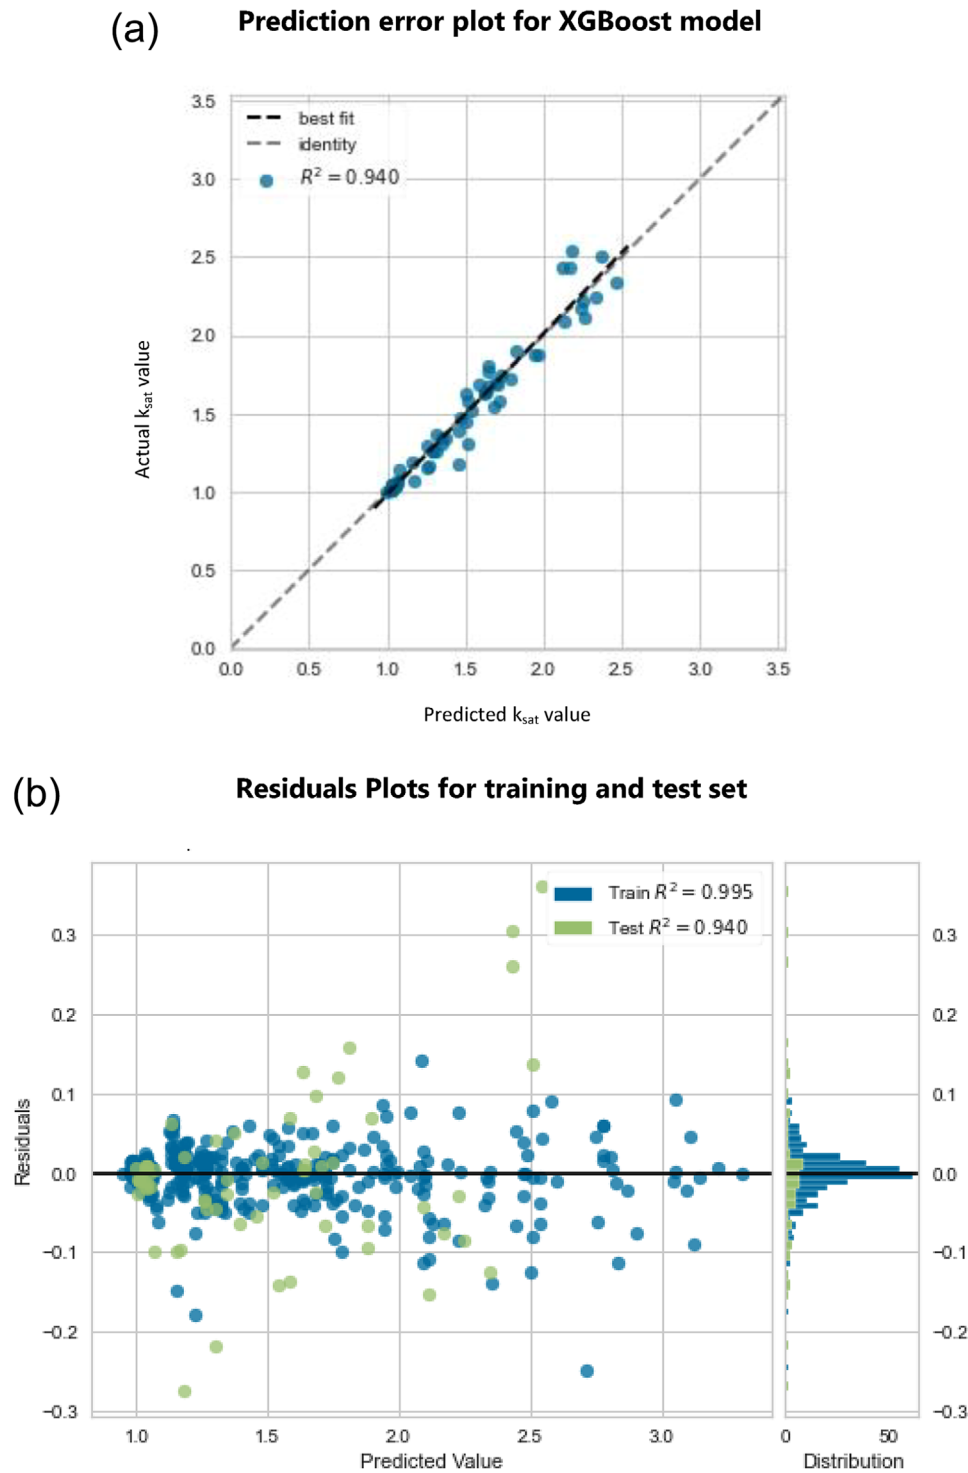 (a)
Prediction error plot for XGBoost model
3.5
3.0
2.5
2.0
1.5
1.0
0.5
0.0
best fit
identity
R² = 0.940
Actual k_sat value
0.0 0.5 1.0 1.5 2.0 2.5 3.0 3.5
Predicted k_sat value
(b)
Residuals Plots for training and test set
Train R² = 0.995
Test R² = 0.940
Residuals
0.3
0.2
0.1
0.0
−0.1
−0.2
−0.3
1.0 1.5 2.0 2.5 3.0
Predicted Value
0.3
0.2
0.1
0.0
−0.1
−0.2
−0.3
0 50
Distribution